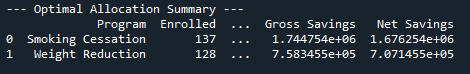 --- Optimal Allocation Summary ---
Program Enrolled ... Gross Savings Net Savings
0 Smoking Cessation 137 ... 1.744754e+06 1.676254e+06
1 Weight Reduction 128 ... 7.583455e+05 7.071455e+05